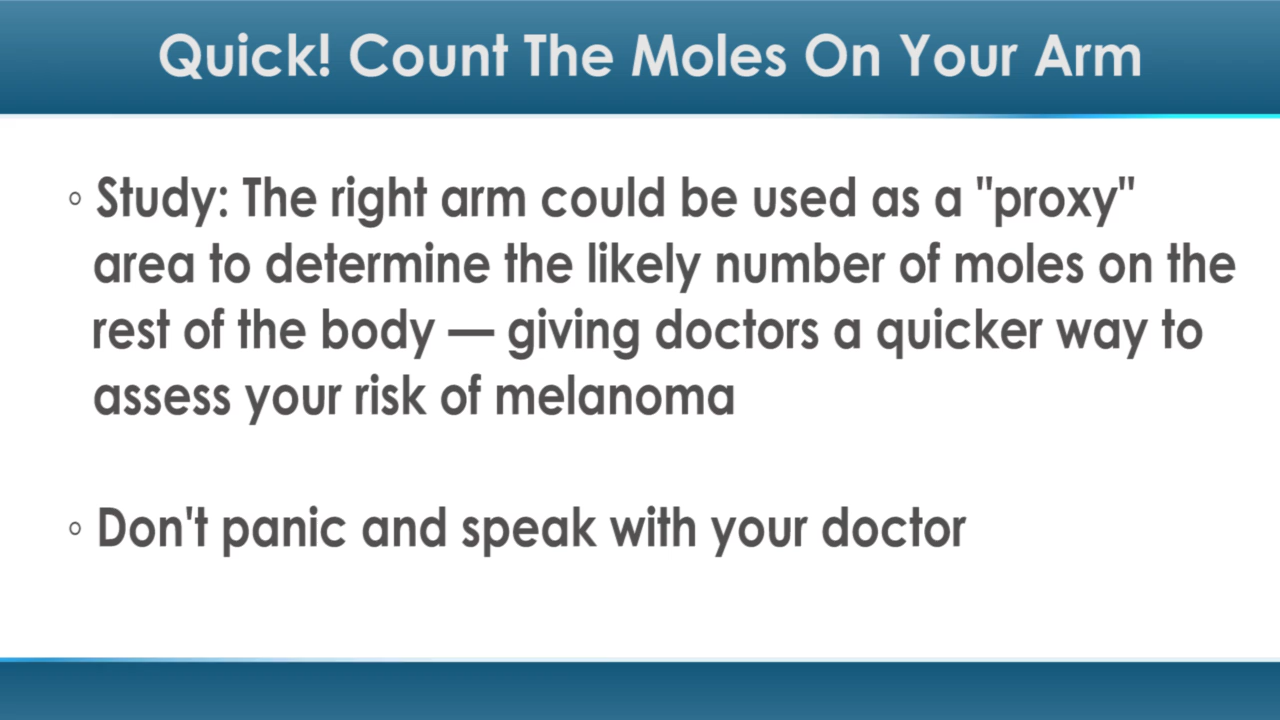 Quick! Count The Moles On Your Arm
◦ Study: The right arm could be used as a "proxy"
area to determine the likely number of moles on the
rest of the body — giving doctors a quicker way to
assess your risk of melanoma
◦ Don't panic and speak with your doctor